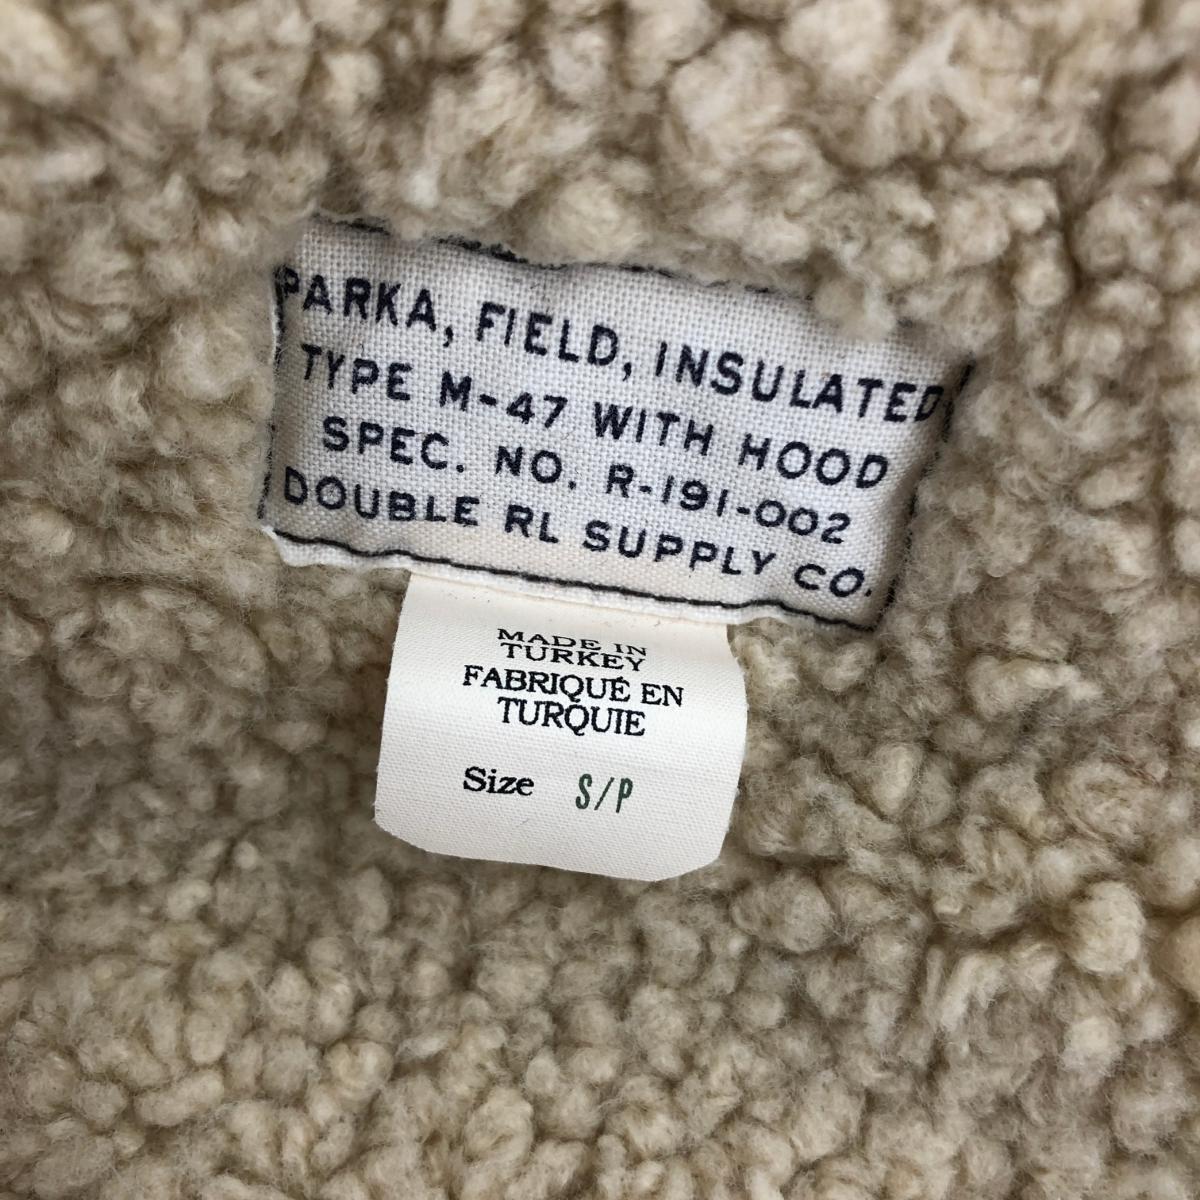 PARKA, FIELD, INSULATED
TYPE M-47 WITH HOOD
SPEC. NO. R-191-002
DOUBLE RL SUPPLY CO.
MADE IN
TURKEY
FABRIQUÉ EN
TURQUIE
Size S/P